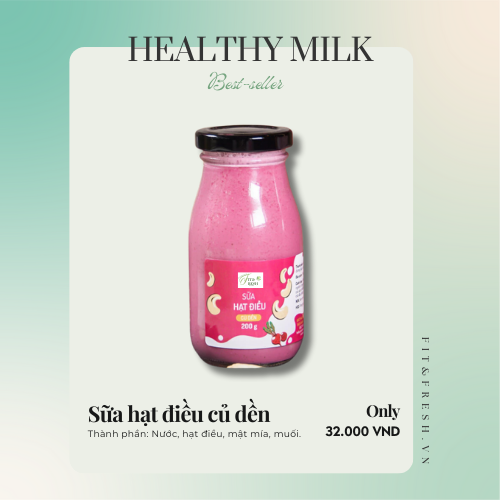 HEALTHY MILK
Best-seller
SỮA
HẠT ĐIỀU
200 g
Sữa hạt điều củ dền
Thành phần: Nước, hạt điều, mật mía, muối.
Only
32.000 VND
FIT&FRESH.VN